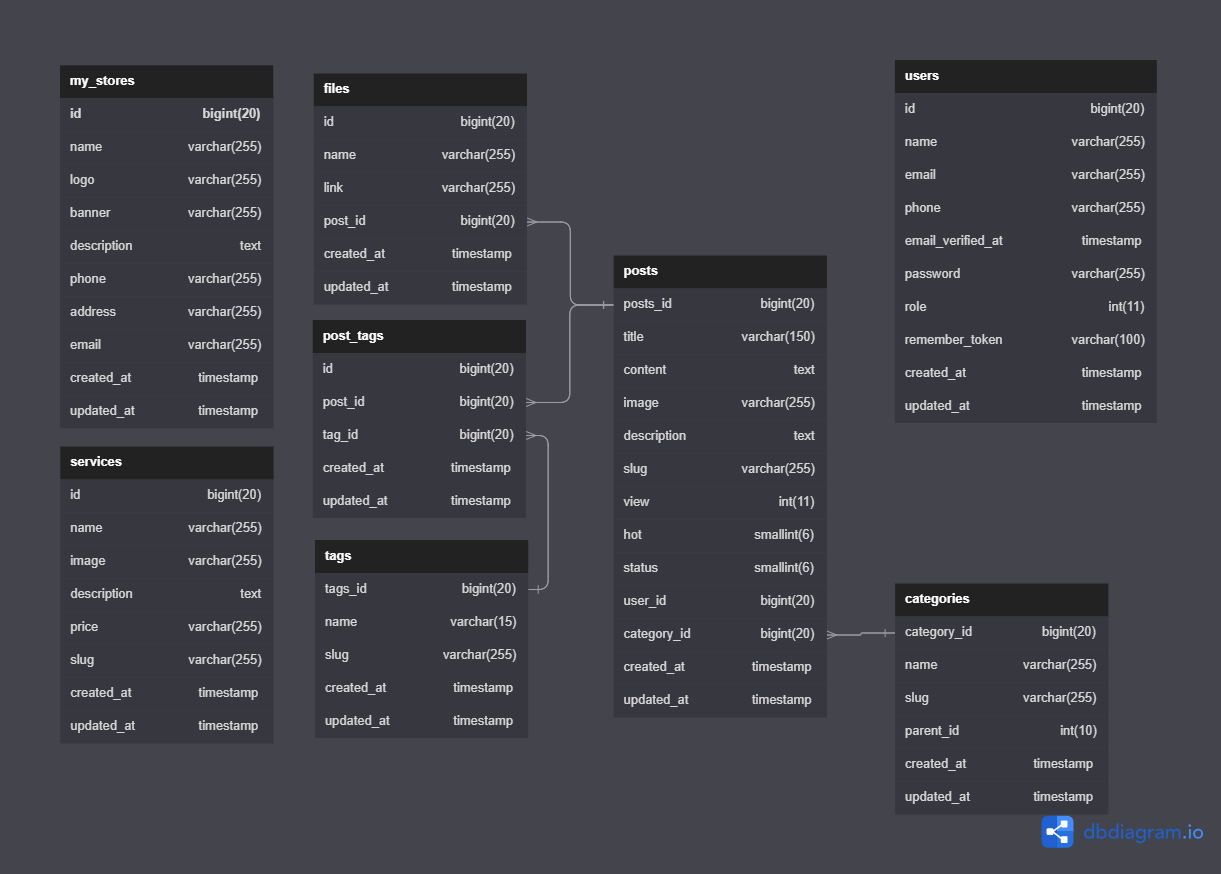 my_stores
id bigint(20)
name varchar(255)
logo varchar(255)
banner varchar(255)
description text
phone varchar(255)
address varchar(255)
email varchar(255)
created_at timestamp
updated_at timestamp
services
id bigint(20)
name varchar(255)
image varchar(255)
description text
price varchar(255)
slug varchar(255)
created_at timestamp
updated_at timestamp
files
id bigint(20)
name varchar(255)
link varchar(255)
post_id bigint(20)
created_at timestamp
updated_at timestamp
post_tags
id bigint(20)
post_id bigint(20)
tag_id bigint(20)
created_at timestamp
updated_at timestamp
tags
tags_id bigint(20)
name varchar(15)
slug varchar(255)
created_at timestamp
updated_at timestamp
posts
posts_id bigint(20)
title varchar(150)
content text
image varchar(255)
description text
slug varchar(255)
view int(11)
hot smallint(6)
status smallint(6)
user_id bigint(20)
category_id bigint(20)
created_at timestamp
updated_at timestamp
users
id bigint(20)
name varchar(255)
email varchar(255)
phone varchar(255)
email_verified_at timestamp
password varchar(255)
role int(11)
remember_token varchar(100)
created_at timestamp
updated_at timestamp
categories
category_id bigint(20)
name varchar(255)
slug varchar(255)
parent_id int(10)
created_at timestamp
updated_at timestamp
dbdiagram.io